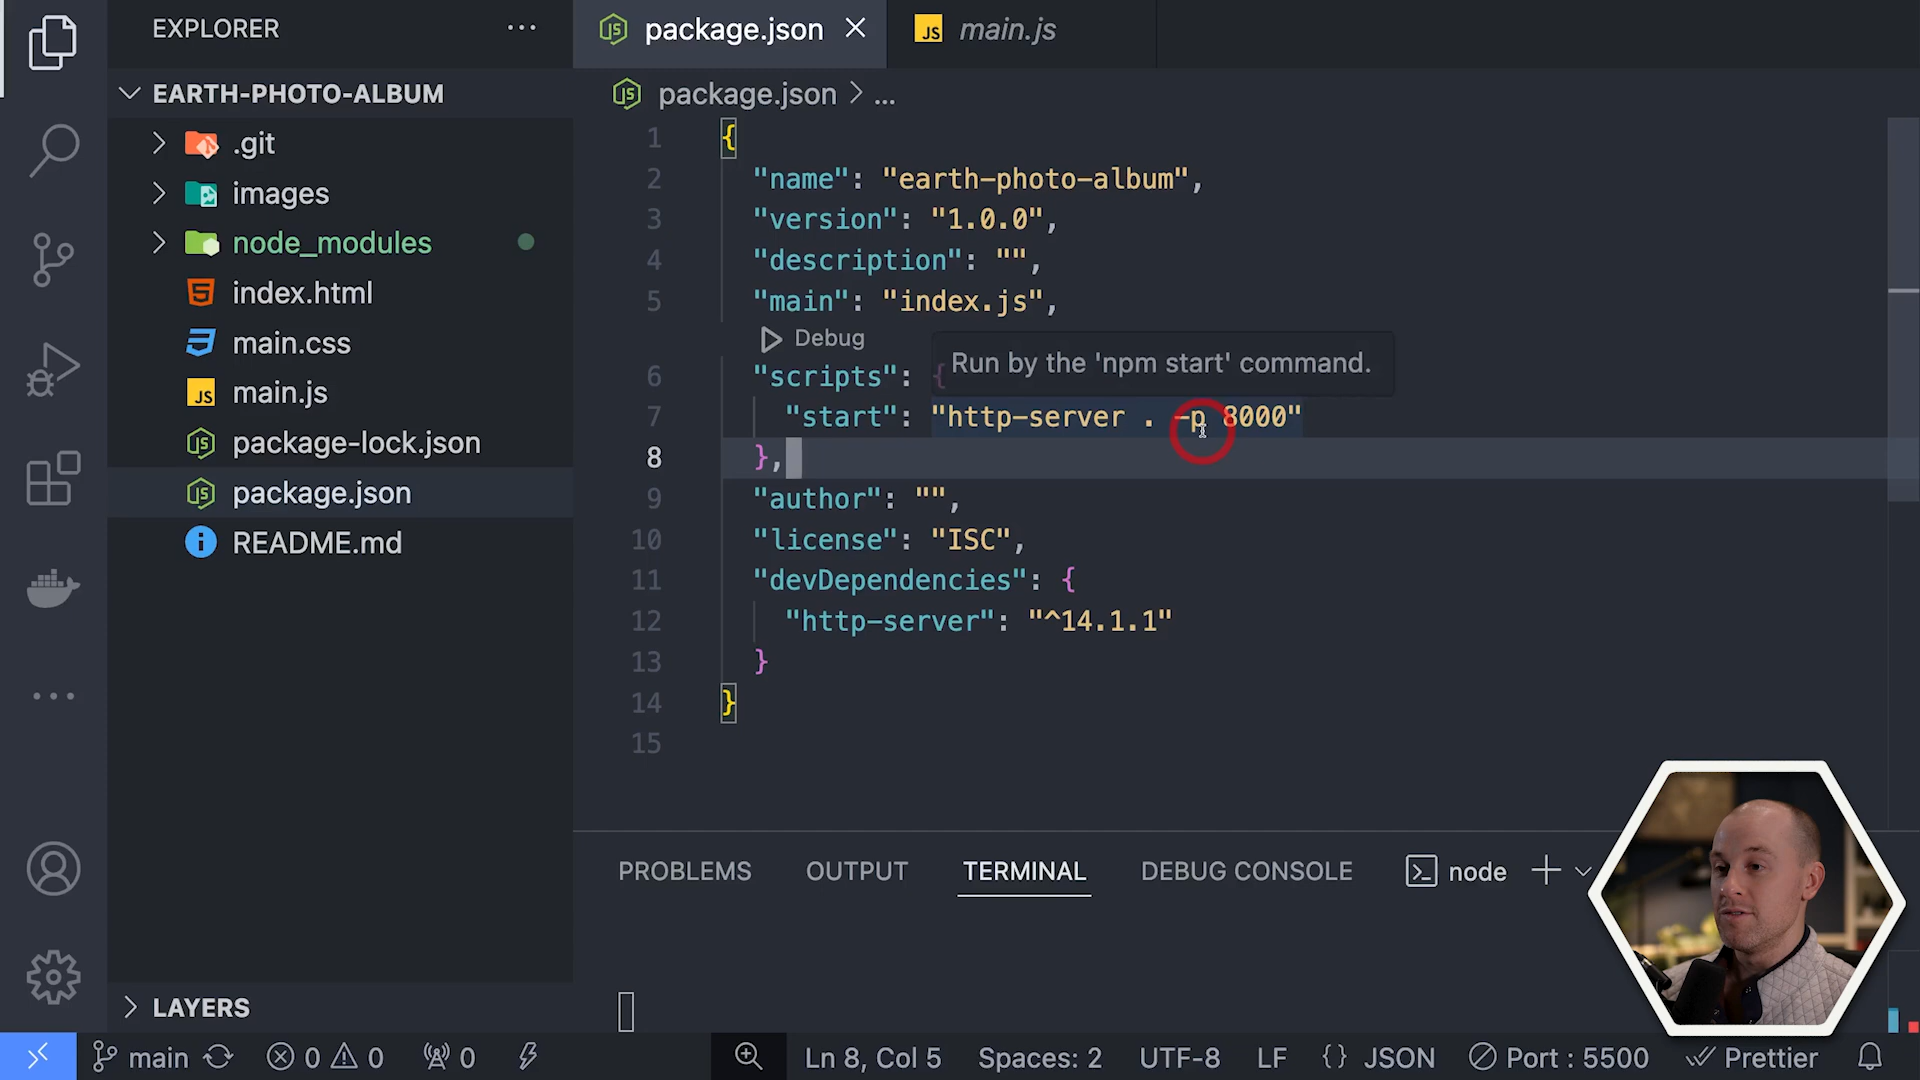 EXPLORER
package.json
JS main.js
EARTH-PHOTO-ALBUM
package.json > ...
.git
images
node_modules
index.html
main.css
JS main.js
package-lock.json
package.json
README.md
1 {
2 "name": "earth-photo-album",
3 "version": "1.0.0",
4 "description": "",
5 "main": "index.js",
Debug
Run by the 'npm start' command.
6 "scripts": {
7 "start": "http-server . -p 8000"
8 },
9 "author": "",
10 "license": "ISC",
11 "devDependencies": {
12 "http-server": "^14.1.1"
13 }
14 }
15
PROBLEMS OUTPUT TERMINAL DEBUG CONSOLE node
LAYERS
main 0 0 0 Ln 8, Col 5 Spaces: 2 UTF-8 LF {} JSON Port : 5500 Prettier